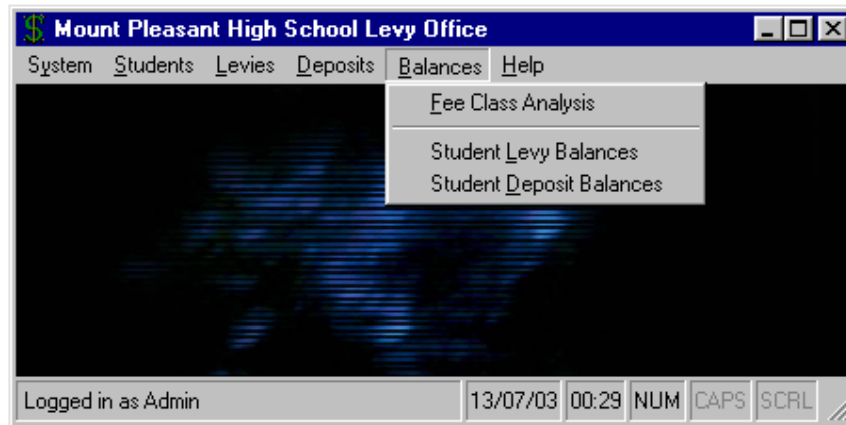 $ Mount Pleasant High School Levy Office
System Students Levies Deposits Balances Help
Fee Class Analysis
Student Levy Balances
Student Deposit Balances
Logged in as Admin 13/07/03 00:29 NUM CAPS SCRL